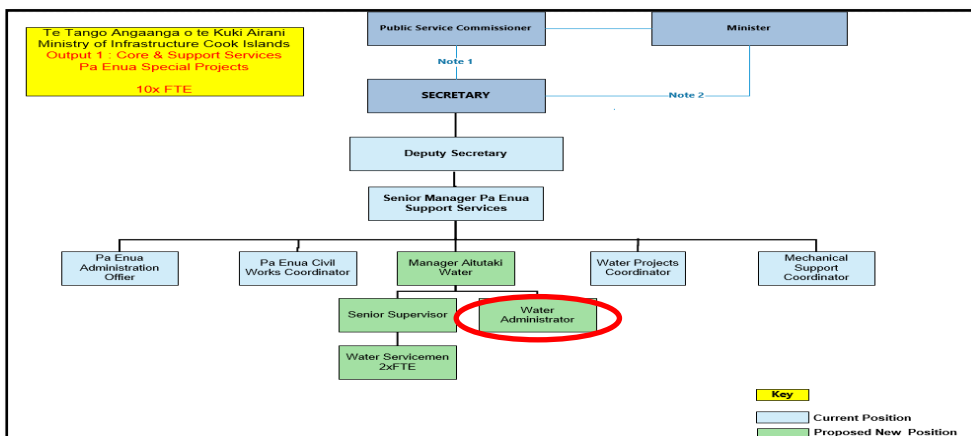 Te Tango Angaanga o te Kuki Airani
Ministry of Infrastructure Cook Islands
Output 1 : Core & Support Services
Pa Enua Special Projects
10x FTE
Public Service Commissioner
Minister
Note 1
SECRETARY
Note 2
Deputy Secretary
Senior Manager Pa Enua
Support Services
Pa Enua
Administration
Offier
Pa Enua Civil
Works Coordinator
Manager Aitutaki
Water
Water Projects
Coordinator
Mechanical
Support
Coordinator
Senior Supervisor
Water
Administrator
Water Servicemen
2xFTE
Key
Current Position
Proposed New Position